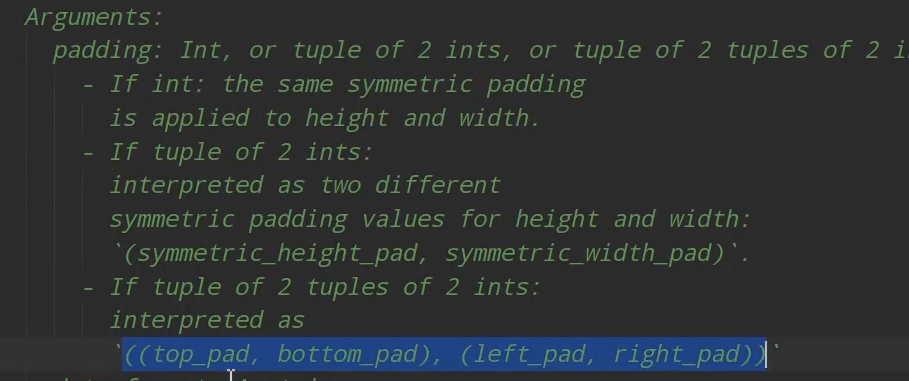 Arguments:
padding: Int, or tuple of 2 ints, or tuple of 2 tuples of 2
- If int: the same symmetric padding
is applied to height and width.
- If tuple of 2 ints:
interpreted as two different
symmetric padding values for height and width:
`(symmetric_height_pad, symmetric_width_pad)`.
- If tuple of 2 tuples of 2 ints:
interpreted as
`((top_pad, bottom_pad), (left_pad, right_pad))`